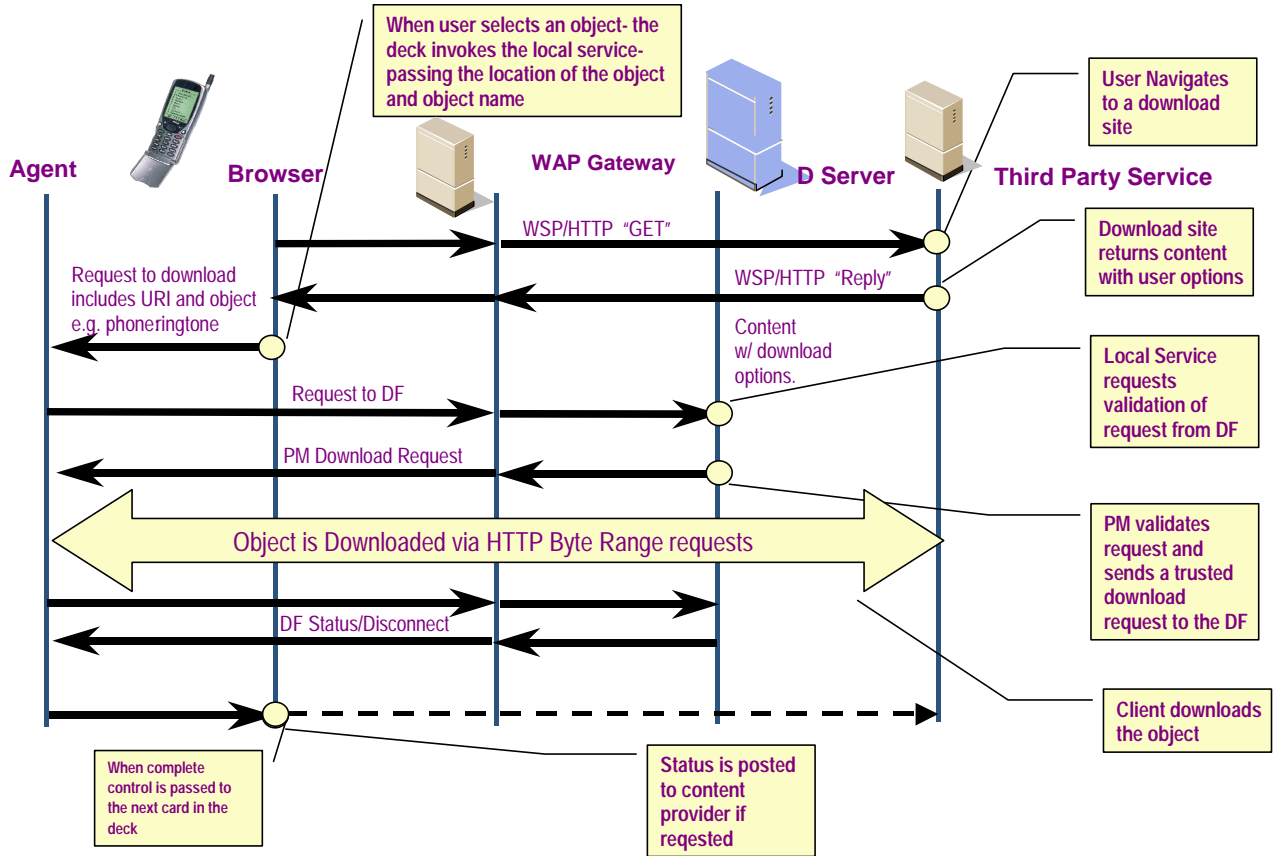 When user selects an object- the
deck invokes the local service-
passing the location of the object
and object name
User Navigates
to a download
site
Agent
Browser
WAP Gateway
D Server
Third Party Service
WSP/HTTP “GET”
Download site
returns content
with user options
Request to download
includes URI and object
e.g. phoneringtone
WSP/HTTP “Reply”
Content
w/ download
options.
Local Service
requests
validation of
request from DF
Request to DF
PM Download Request
PM validates
request and
sends a trusted
download
request to the DF
Object is Downloaded via HTTP Byte Range requests
DF Status/Disconnect
Client downloads
the object
When complete
control is passed to
the next card in the
deck
Status is posted
to content
provider if
reqested